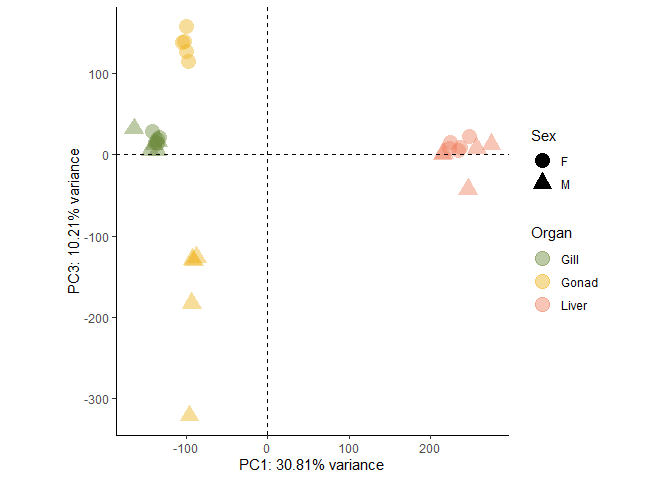 100
0
-100
-200
-300
PC3: 10.21% variance
-100
0
100
200
PC1: 30.81% variance
Sex
F
M
Organ
Gill
Gonad
Liver